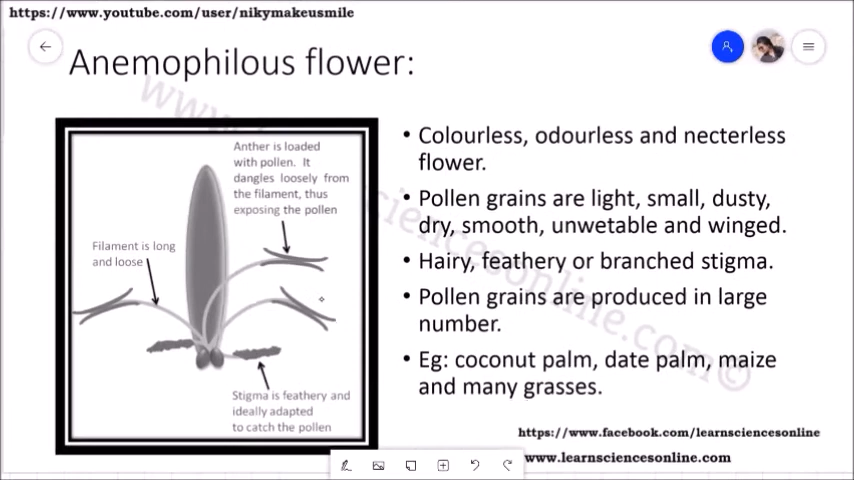 https://www.youtube.com/user/nikymakeusmile
Anemophilous flower:
Anther is loaded
with pollen. It
dangles loosely from
the filament, thus
exposing the pollen
Filament is long
and loose
Stigma is feathery and
ideally adapted
to catch the pollen
• Colourless, odourless and necterless
flower.
• Pollen grains are light, small, dusty,
dry, smooth, unwetable and winged.
• Hairy, feathery or branched stigma.
• Pollen grains are produced in large
number.
• Eg: coconut palm, date palm, maize
and many grasses.
https://www.facebook.com/learnsciencesonline
www.learnsciencesonline.com